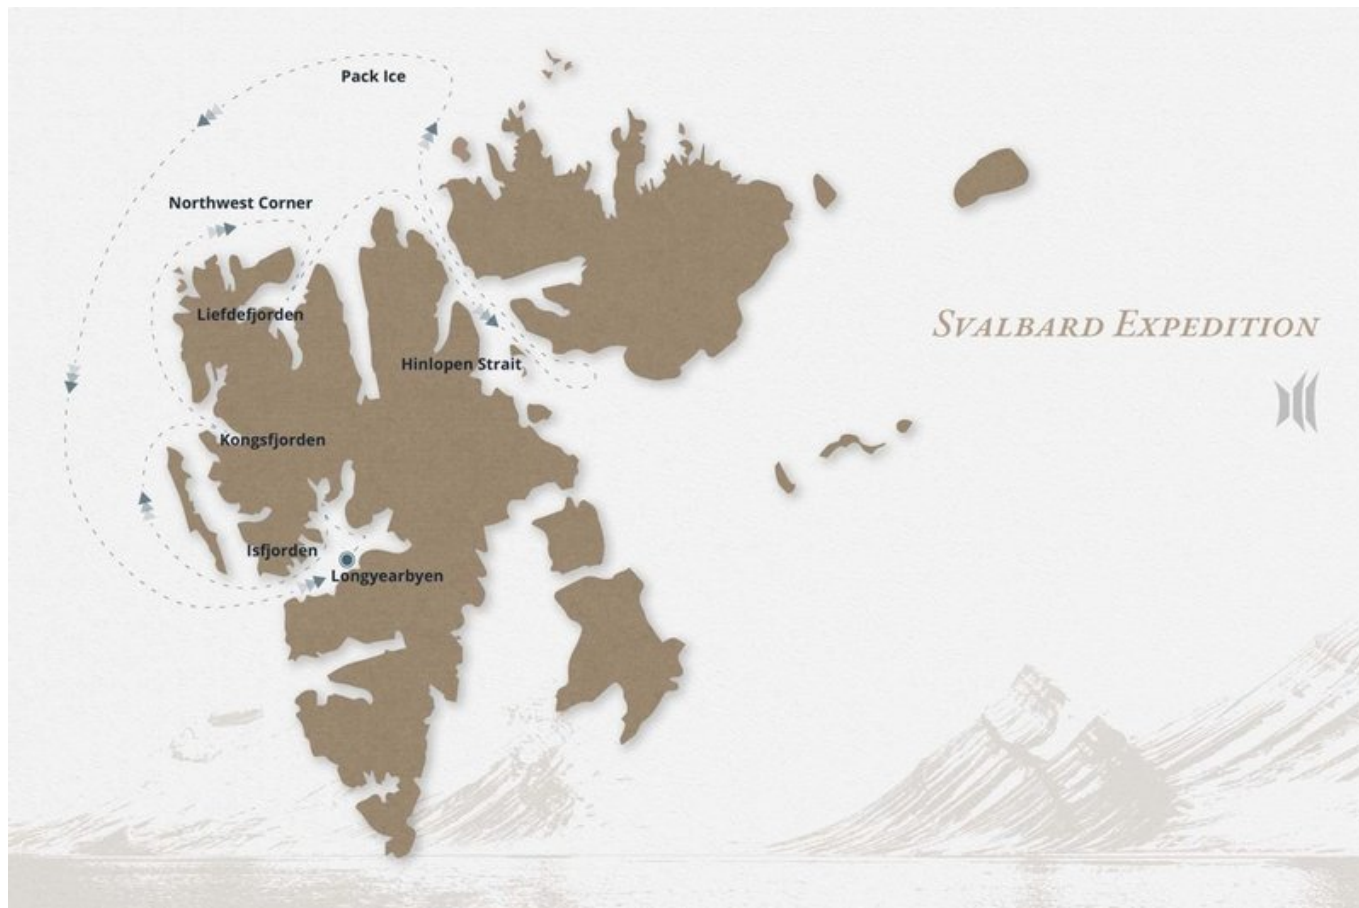 Pack Ice
Northwest Corner
Liefdefjorden
SVALBARD EXPEDITION
Hinlopen Strait
Kongsfjorden
Isfjorden
Longyearbyen